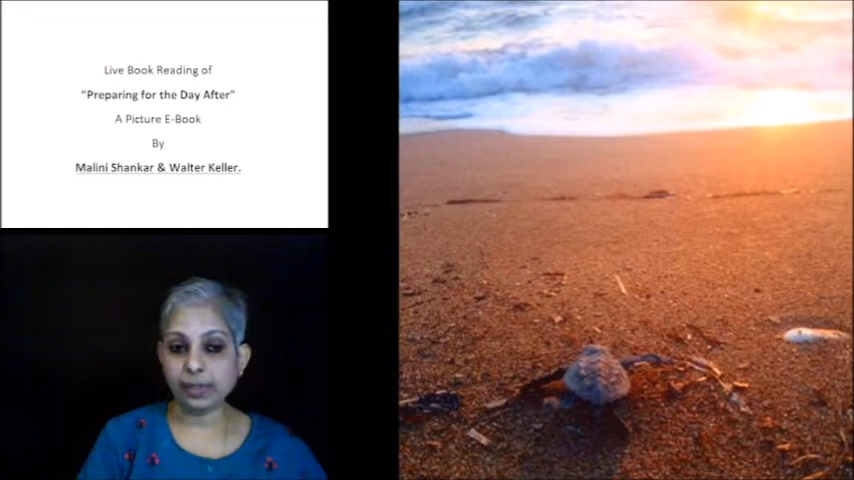 Live Book Reading of
“Preparing for the Day After”
A Picture E-Book
By
Malini Shankar & Walter Keller.